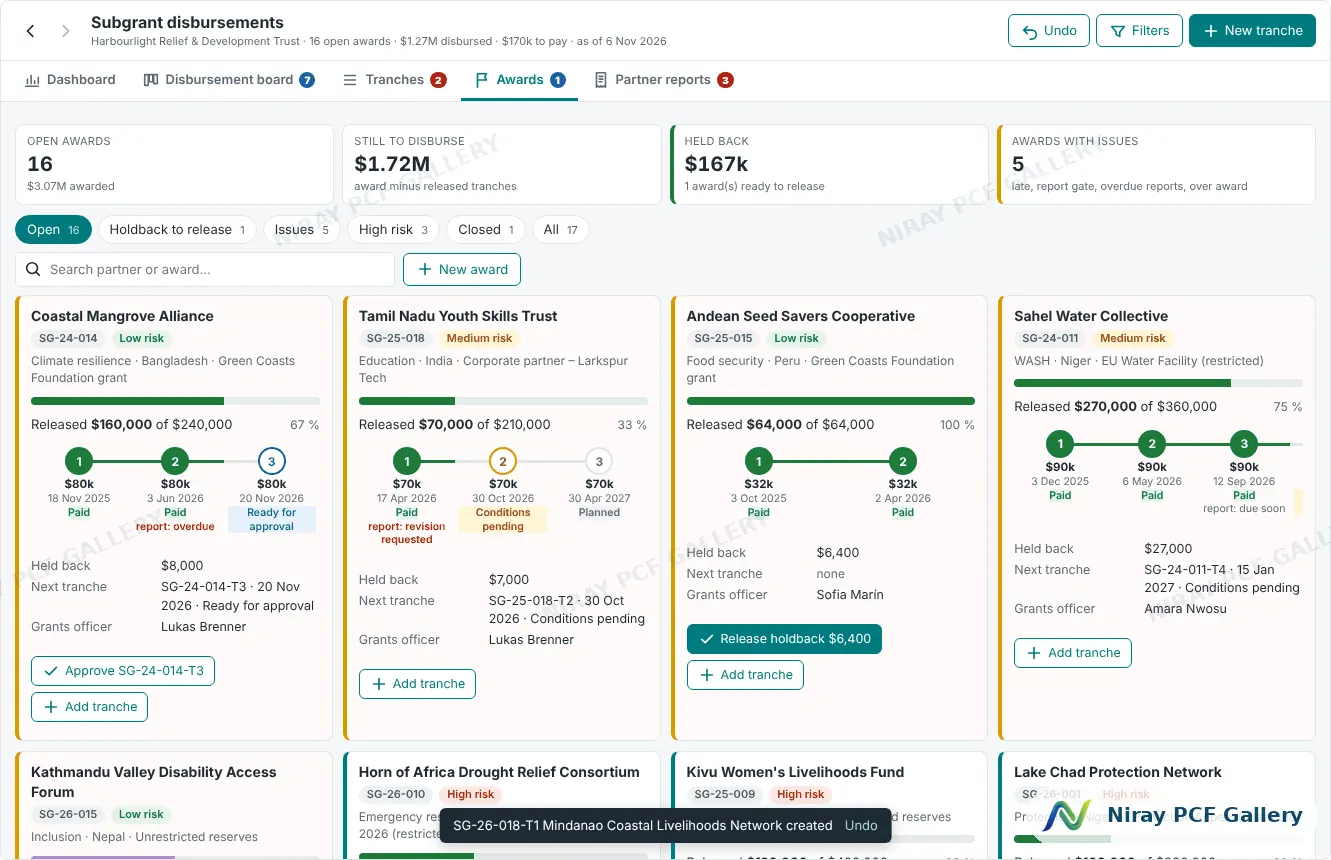 Subgrant disbursements
Harbourlight Relief & Development Trust · 16 open awards · $1.27M disbursed · $170k to pay · as of 6 Nov 2026
Undo
Filters
New tranche
Dashboard
Disbursement board 7
Tranches 2
Awards 1
Partner reports 3
OPEN AWARDS
16
$3.07M awarded
STILL TO DISBURSE
$1.72M
award minus released tranches
HELD BACK
$167k
1 award(s) ready to release
AWARDS WITH ISSUES
5
late, report gate, overdue reports, over award
Open 16
Holdback to release 1
Issues 5
High risk 3
Closed 1
All 17
Search partner or award...
New award
Coastal Mangrove Alliance
SG-24-014 Low risk
Climate resilience · Bangladesh · Green Coasts
Foundation grant
Released $160,000 of $240,000 67 %
1 2 3
$80k $80k $80k
18 Nov 2025 3 Jun 2026 20 Nov 2026
Paid Paid Ready for
report: overdue approval
Held back $8,000
Next tranche SG-24-014-T3 · 20 Nov
2026 · Ready for approval
Grants officer Lukas Brenner
Approve SG-24-014-T3
Add tranche
Tamil Nadu Youth Skills Trust
SG-25-018 Medium risk
Education · India · Corporate partner – Larkspur
Tech
Released $70,000 of $210,000 33 %
1 2 3
$70k $70k $70k
17 Apr 2026 30 Oct 2026 30 Apr 2027
Paid Conditions Planned
report: revision pending
requested
Held back $7,000
Next tranche SG-25-018-T2 · 30 Oct
2026 · Conditions pending
Grants officer Lukas Brenner
Add tranche
Andean Seed Savers Cooperative
SG-25-015 Low risk
Food security · Peru · Green Coasts Foundation
grant
Released $64,000 of $64,000 100 %
1 2
$32k $32k
3 Oct 2025 2 Apr 2026
Paid Paid
Held back $6,400
Next tranche none
Grants officer Sofia Marín
Release holdback $6,400
Add tranche
Sahel Water Collective
SG-24-011 Medium risk
WASH · Niger · EU Water Facility (restricted)
Released $270,000 of $360,000 75 %
1 2 3
$90k $90k $90k
3 Dec 2025 6 May 2026 12 Sep 2026
Paid Paid Paid
report: due soon
Held back $27,000
Next tranche SG-24-011-T4 · 15 Jan
2027 · Conditions pending
Grants officer Amara Nwosu
Add tranche
Kathmandu Valley Disability Access
Forum
SG-26-015 Low risk
Inclusion · Nepal · Unrestricted reserves
Horn of Africa Drought Relief Consortium
SG-26-010 High risk
2026
Kivu Women's Livelihoods Fund
SG-25-009 High risk
reserves
Lake Chad Protection Network
SG-26-001 High risk
SG-26-018-T1 Mindanao Coastal Livelihoods Network created Undo
Niray PCF Gallery
NIRAY PCF GALLERY
NIRAY PCF GALLERY
NIRAY PCF GALLERY
NIRAY PCF GALLERY